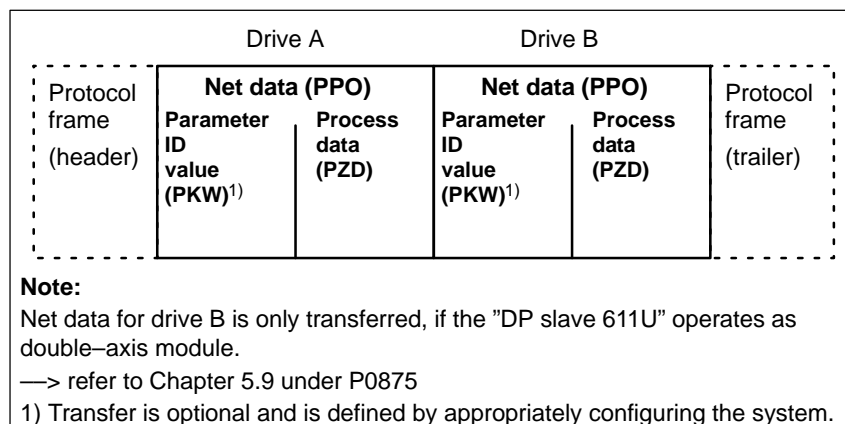 Drive A Drive B
Protocol frame (header)
Net data (PPO)
Parameter ID value (PKW)1)
Process data (PZD)
Net data (PPO)
Parameter ID value (PKW)1)
Process data (PZD)
Protocol frame (trailer)
Note:
Net data for drive B is only transferred, if the ”DP slave 611U” operates as
double–axis module.
––> refer to Chapter 5.9 under P0875
1) Transfer is optional and is defined by appropriately configuring the system.